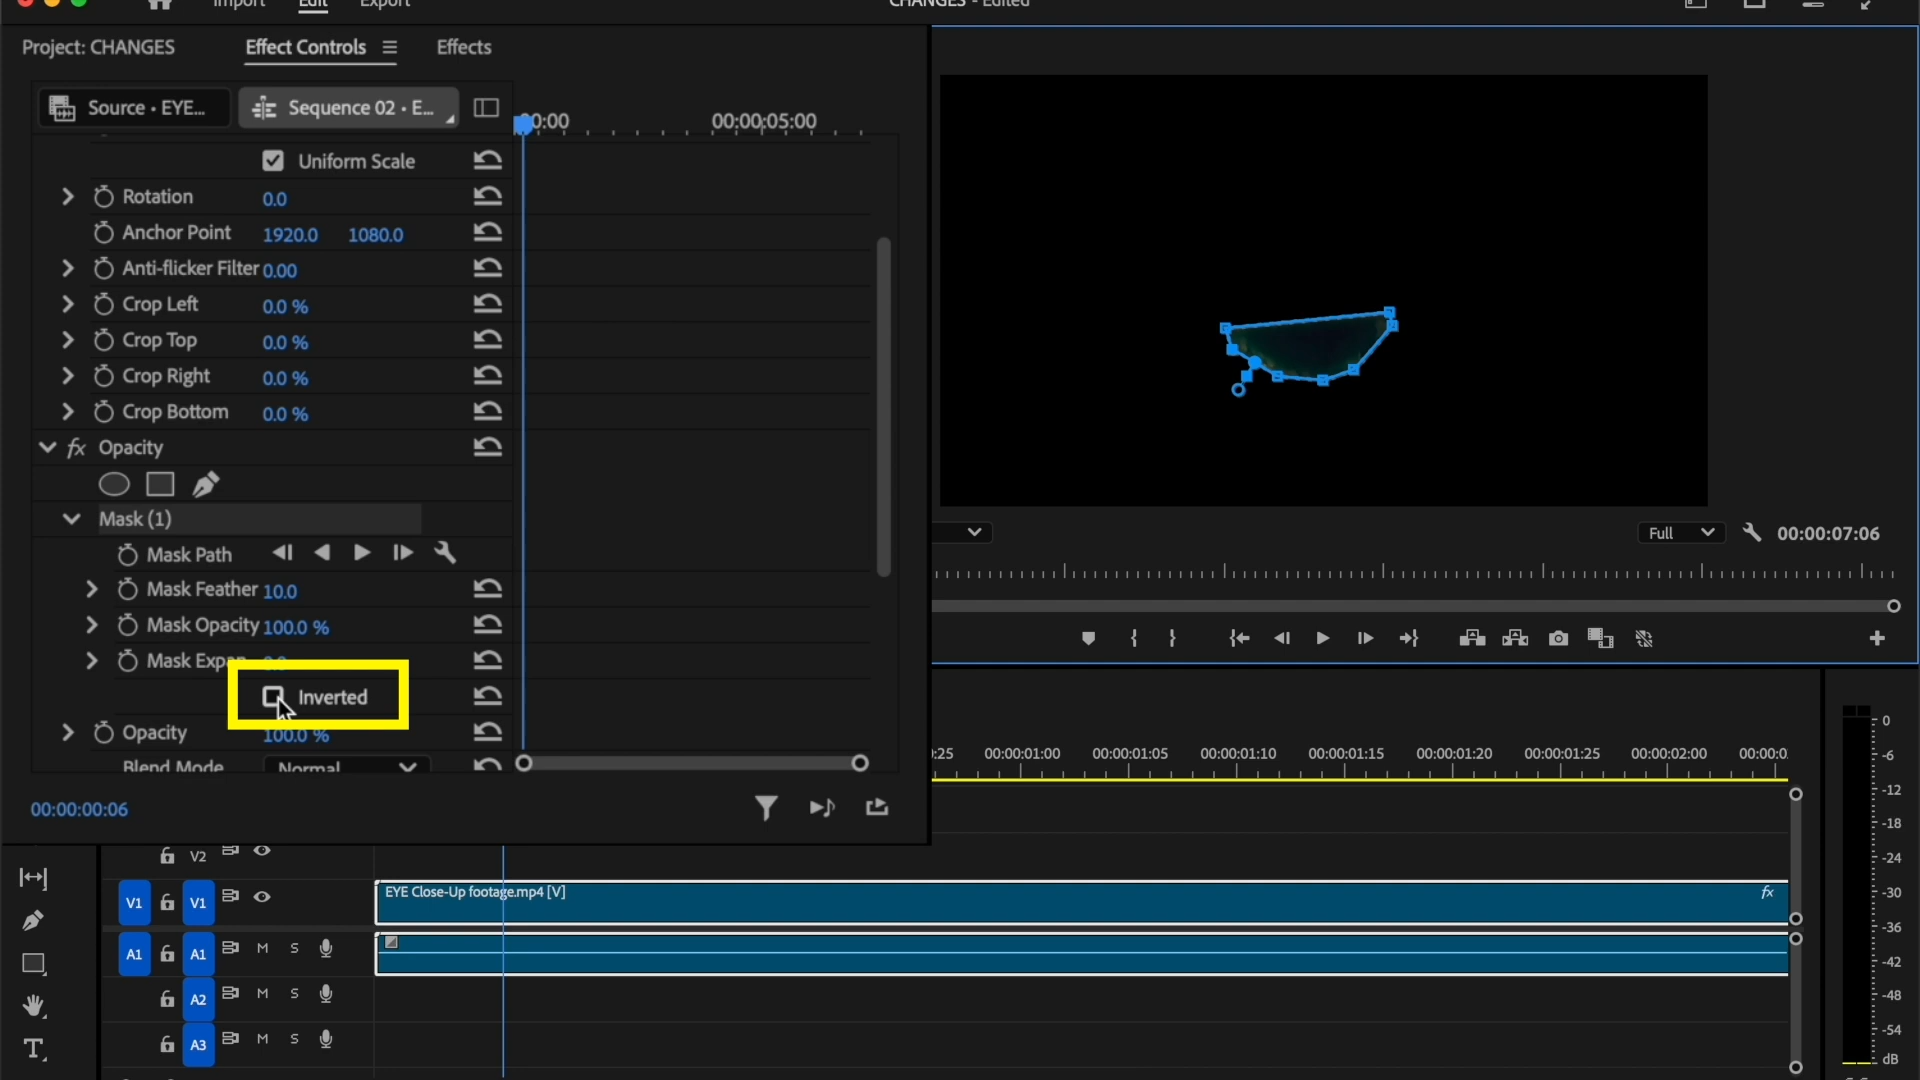 Import Edit Export
CHANGES - Edited
Project: CHANGES Effect Controls Effects
Source • EYE... Sequence 02 • E...
00:00 00:00:05:00
Uniform Scale
Rotation 0.0
Anchor Point 1920.0 1080.0
Anti-flicker Filter 0.00
Crop Left 0.0 %
Crop Top 0.0 %
Crop Right 0.0 %
Crop Bottom 0.0 %
fx Opacity
Mask (1)
Mask Path
Mask Feather 10.0
Mask Opacity 100.0 %
Mask Expan
Inverted
Opacity 100.0 %
Blend Mode Normal
00:00:00:06
Full 00:00:07:06
:25 00:00:01:00 00:00:01:05 00:00:01:10 00:00:01:15 00:00:01:20 00:00:01:25 00:00:02:00 00:00:0
V2
V1 V1 EYE Close-Up footage.mp4 [V] fx
A1 A1 M S
A2 M S
A3 M S
T
0
-6
-12
-18
-24
-30
-36
-42
-48
-54
dB